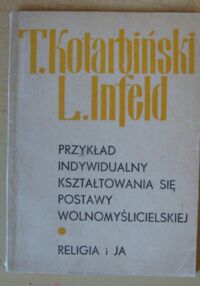 T. Kotarbiński
L. Infeld
PRZYKŁAD
INDYWIDUALNY
KSZTAŁTOWANIA SIĘ
POSTAWY
WOLNOMYŚLICIELSKIEJ
RELIGIA i JA